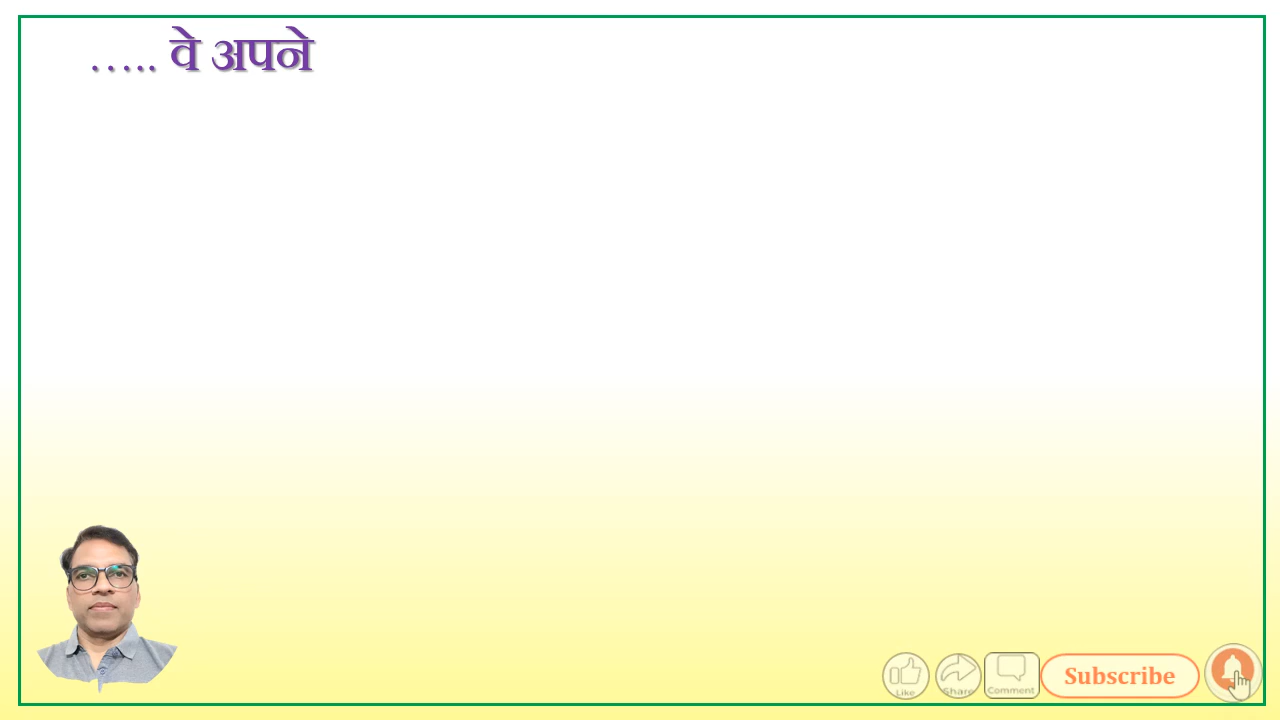 ..... वे अपने
Like
Share
Comment
Subscribe